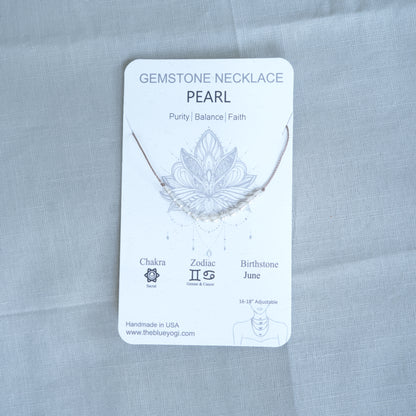 GEMSTONE NECKLACE
PEARL
Purity | Balance | Faith
Chakra Zodiac Birthstone
Sacral Gemini & Cancer June
16-18" Adjustable
Handmade in USA
www.theblueyogi.com